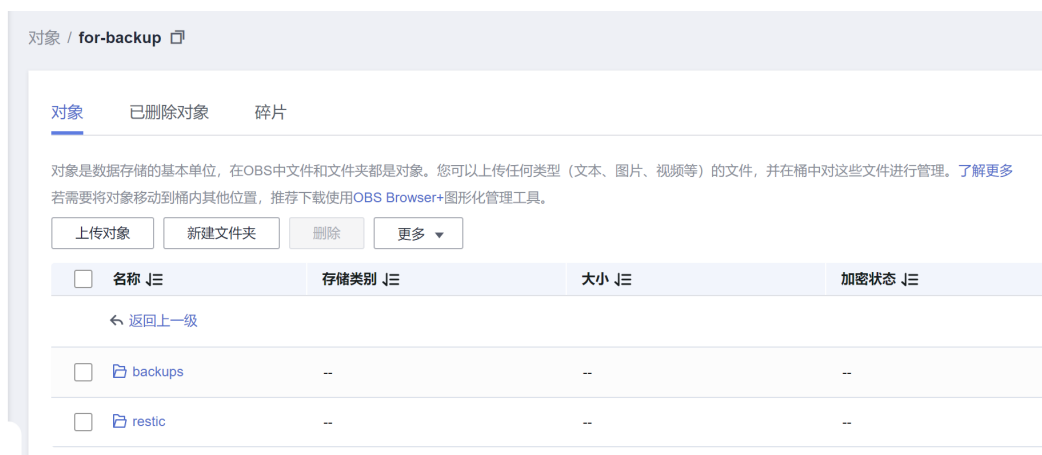 对象 / for-backup
对象 已删除对象 碎片
对象是数据存储的基本单位，在OBS中文件和文件夹都是对象。您可以上传任何类型（文本、图片、视频等）的文件，并在桶中对这些文件进行管理。了解更多
若需要将对象移动到桶内其他位置，推荐下载使用OBS Browser+图形化管理工具。
上传对象 新建文件夹 删除 更多
名称 存储类别 大小 加密状态
返回上一级
backups -- -- --
restic -- -- --